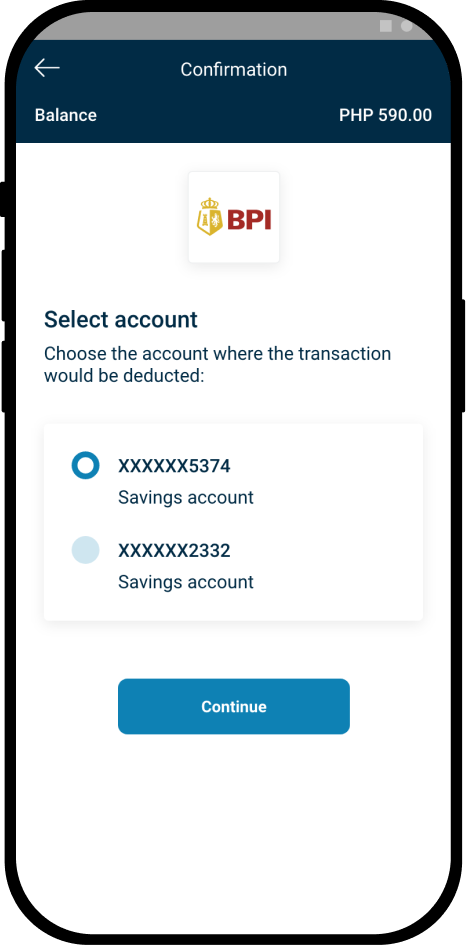 Confirmation
Balance PHP 590.00
BPI
Select account
Choose the account where the transaction
would be deducted:
XXXXXX5374
Savings account
XXXXXX2332
Savings account
Continue